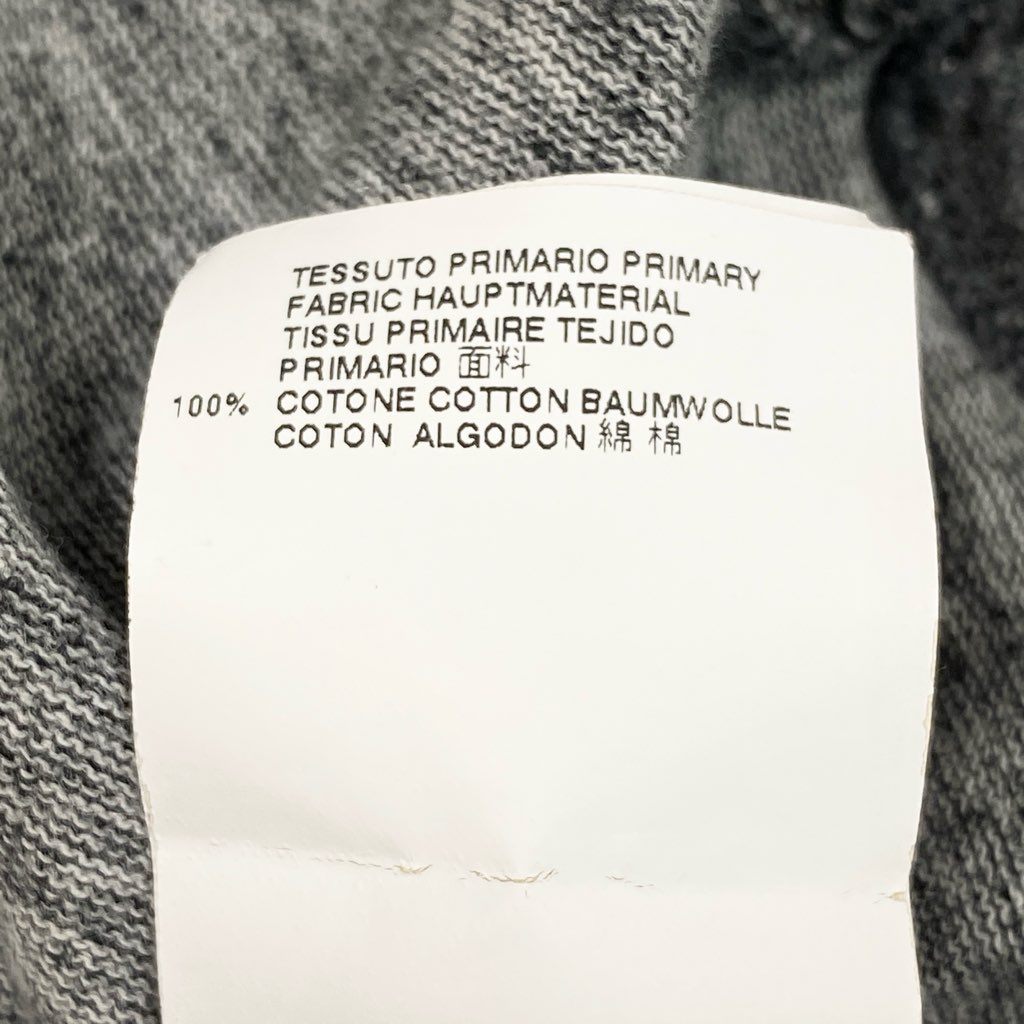 TESSUTO PRIMARIO PRIMARY
FABRIC HAUPTMATERIAL
TISSU PRIMAIRE TEJIDO
PRIMARIO 面料
100% COTONE COTTON BAUMWOLLE
COTON ALGODON 綿 棉